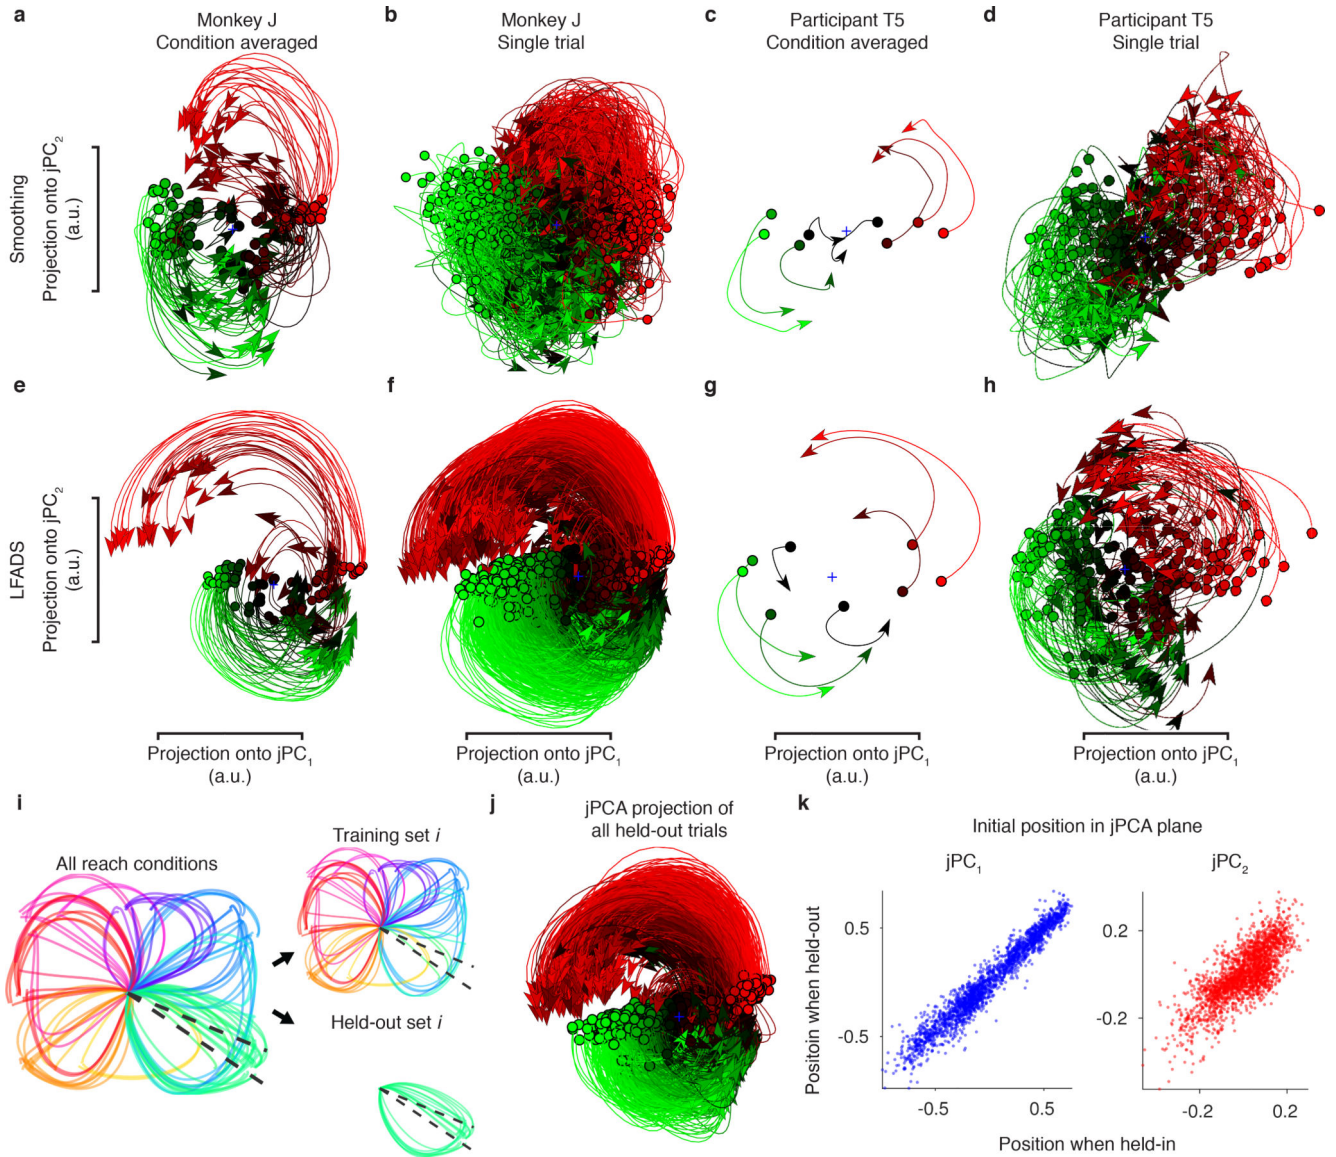 a
Monkey J
Condition averaged
b
Monkey J
Single trial
c
Participant T5
Condition averaged
d
Participant T5
Single trial
Smoothing
Projection onto jPC2
(a.u.)
e
f
g
h
LFADS
Projection onto jPC2
(a.u.)
Projection onto jPC1
(a.u.)
Projection onto jPC1
(a.u.)
Projection onto jPC1
(a.u.)
Projection onto jPC1
(a.u.)
i
All reach conditions
Training set i
Held-out set i
j
jPCA projection of
all held-out trials
k
Initial position in jPCA plane
jPC1
jPC2
Positoin when held-out
0.5
-0.5
-0.5
0.5
0.2
-0.2
-0.2
0.2
Position when held-in